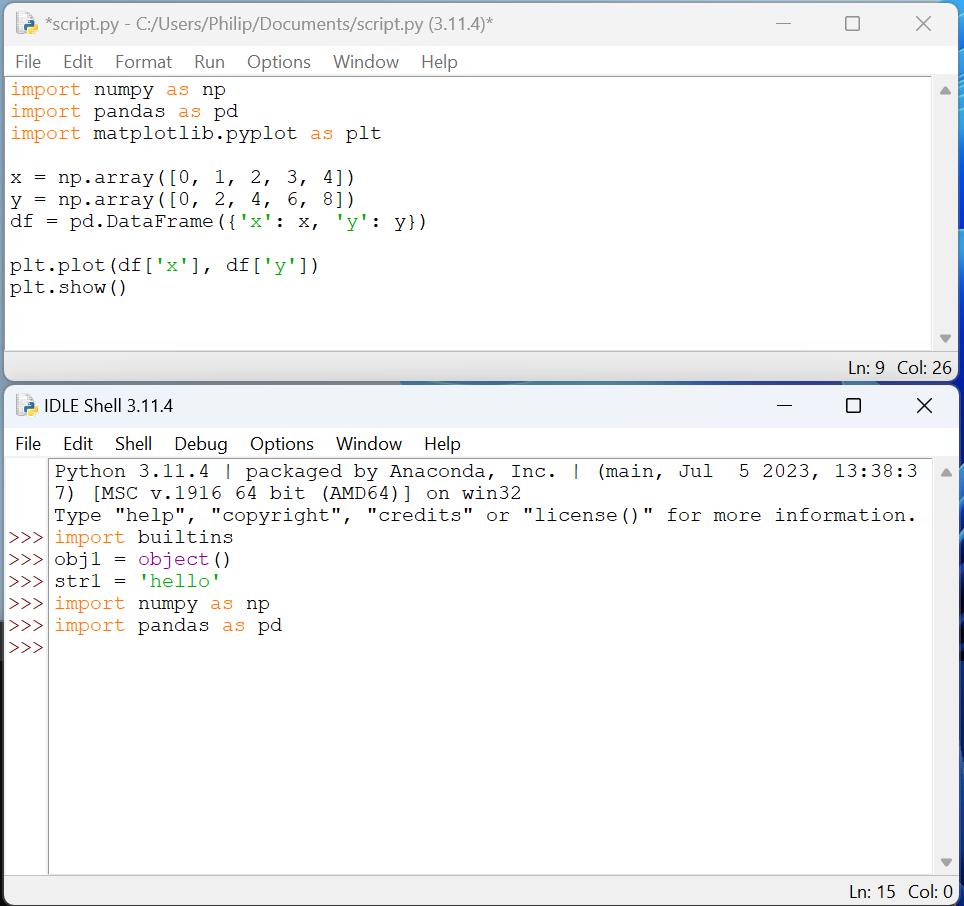 *script.py - C:/Users/Philip/Documents/script.py (3.11.4)*
File Edit Format Run Options Window Help
import numpy as np
import pandas as pd
import matplotlib.pyplot as plt
x = np.array([0, 1, 2, 3, 4])
y = np.array([0, 2, 4, 6, 8])
df = pd.DataFrame({'x': x, 'y': y})
plt.plot(df['x'], df['y'])
plt.show()
Ln: 9 Col: 26
IDLE Shell 3.11.4
File Edit Shell Debug Options Window Help
Python 3.11.4 | packaged by Anaconda, Inc. | (main, Jul  5 2023, 13:38:3
7) [MSC v.1916 64 bit (AMD64)] on win32
Type "help", "copyright", "credits" or "license()" for more information.
>>> import builtins
>>> obj1 = object()
>>> str1 = 'hello'
>>> import numpy as np
>>> import pandas as pd
>>>
Ln: 15 Col: 0